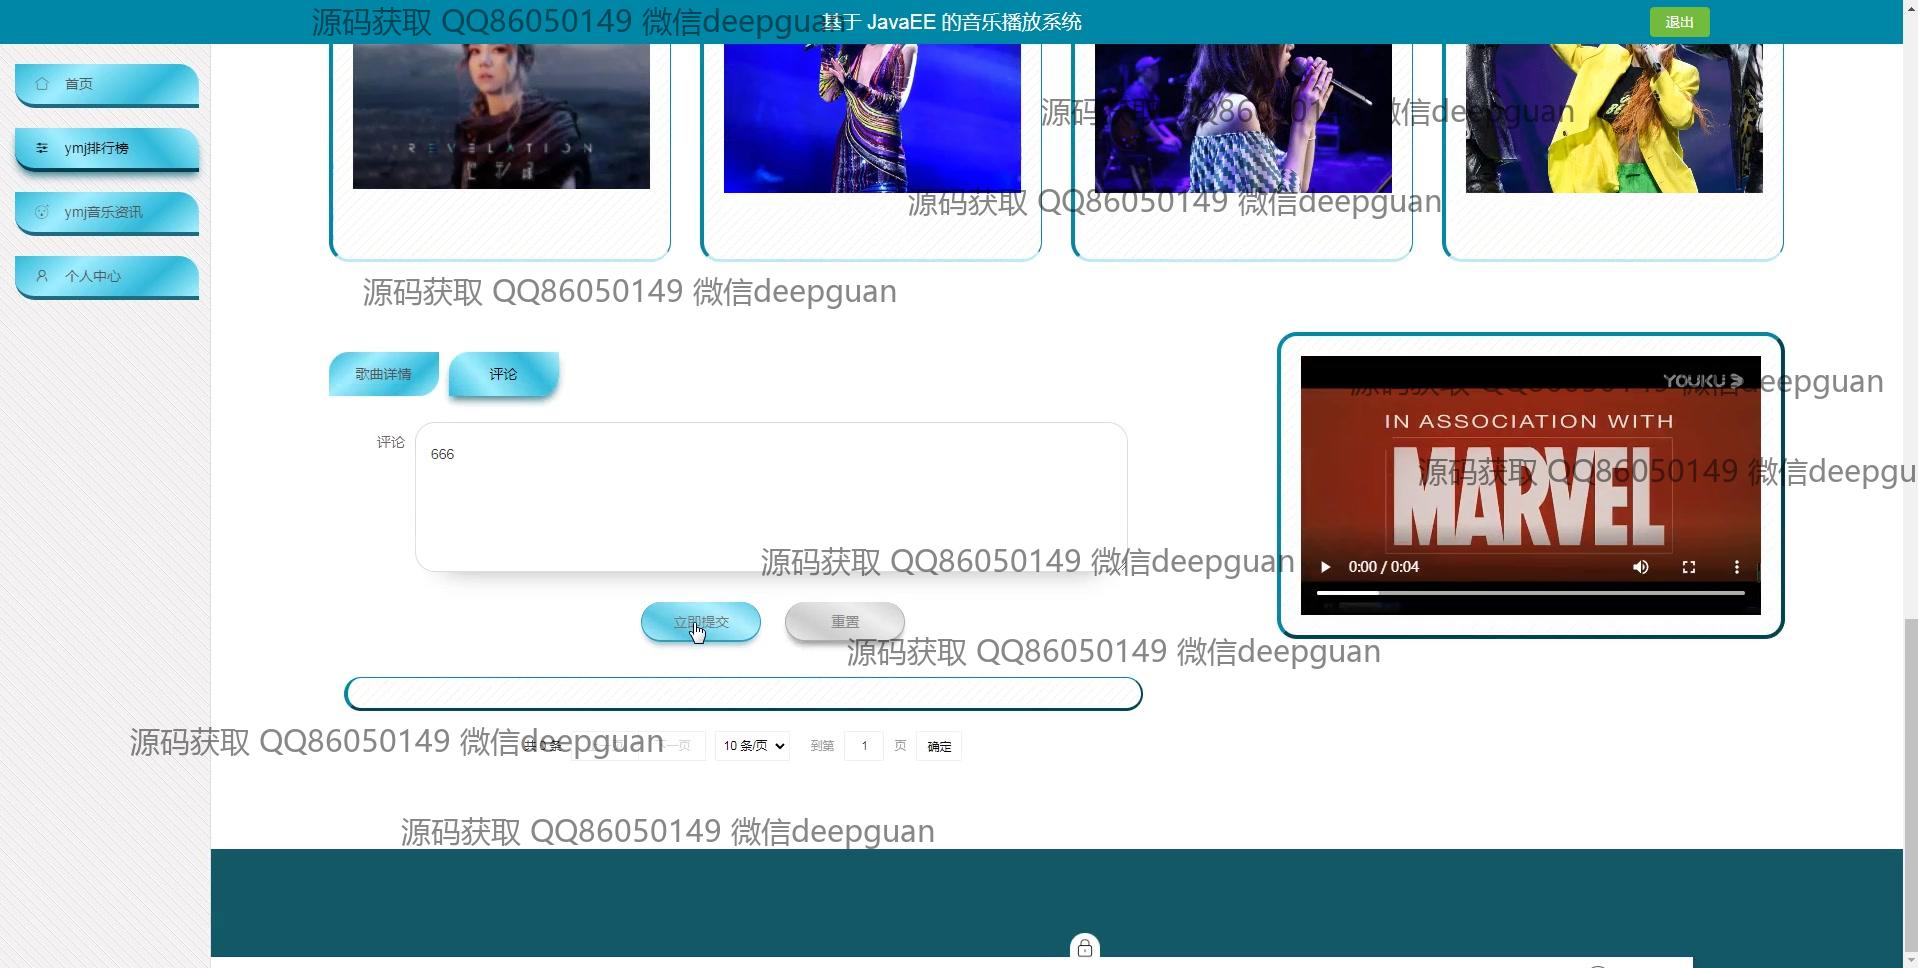 源码获取 QQ86050149 微信deepguan
基于 JavaEE 的音乐播放系统
退出
首页
ymj排行榜
ymj音乐资讯
个人中心
REVELATION
源码获取 QQ86050149 微信deepguan
源码获取 QQ86050149 微信deepguan
源码获取 QQ86050149 微信deepguan
歌曲详情
评论
源码获取 QQ86050149 微信deepguan
YOUKU
IN ASSOCIATION WITH
MARVEL
源码获取 QQ86050149 微信deepgu
0:00 / 0:04
评论
666
源码获取 QQ86050149 微信deepguan
立即提交
重置
源码获取 QQ86050149 微信deepguan
源码获取 QQ86050149 微信deepguan
共 0 条
下一页
10 条/页
到第
1
页
确定
源码获取 QQ86050149 微信deepguan